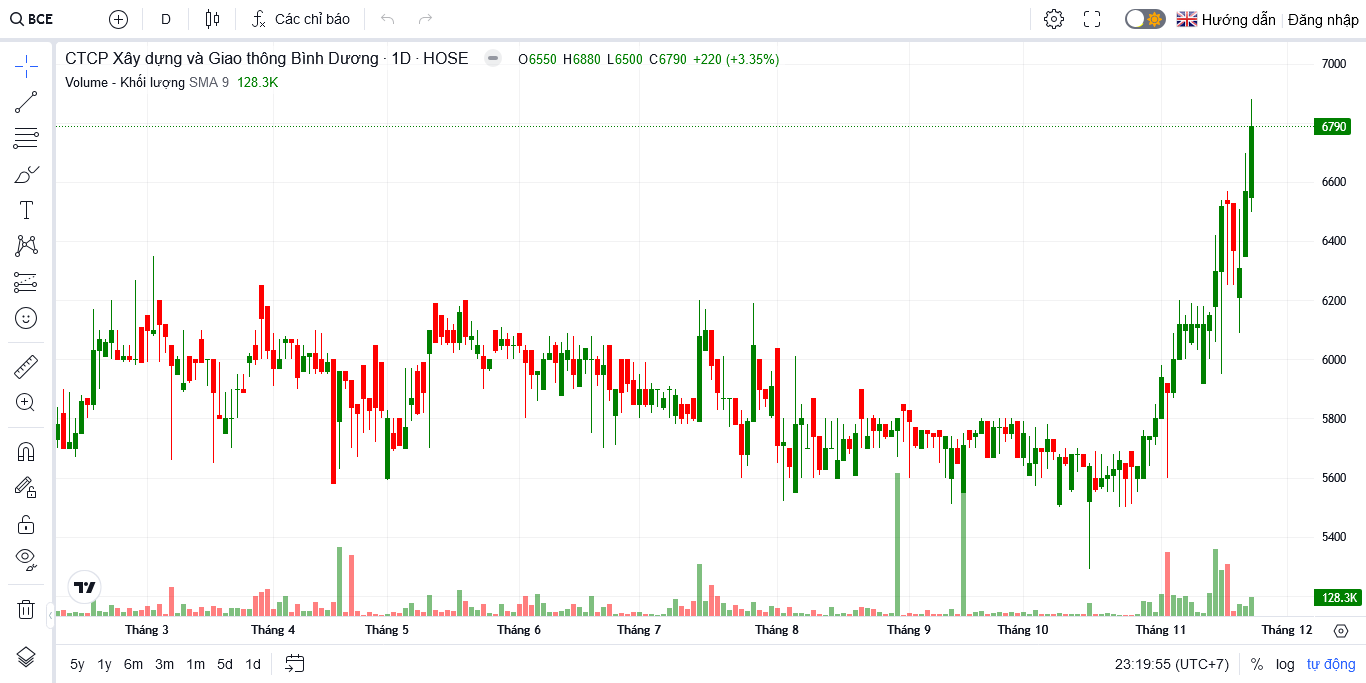 BCE D Các chỉ báo Hướng dẫn Đăng nhập
CTCP Xây dựng và Giao thông Bình Dương · 1D · HOSE O6550 H6880 L6500 C6790 +220 (+3.35%)
Volume - Khối lượng SMA 9 128.3K
7000
6790
6600
6400
6200
6000
5800
5600
5400
128.3K
Tháng 3 Tháng 4 Tháng 5 Tháng 6 Tháng 7 Tháng 8 Tháng 9 Tháng 10 Tháng 11 Tháng 12
5y 1y 6m 3m 1m 5d 1d 23:19:55 (UTC+7) % log tự động